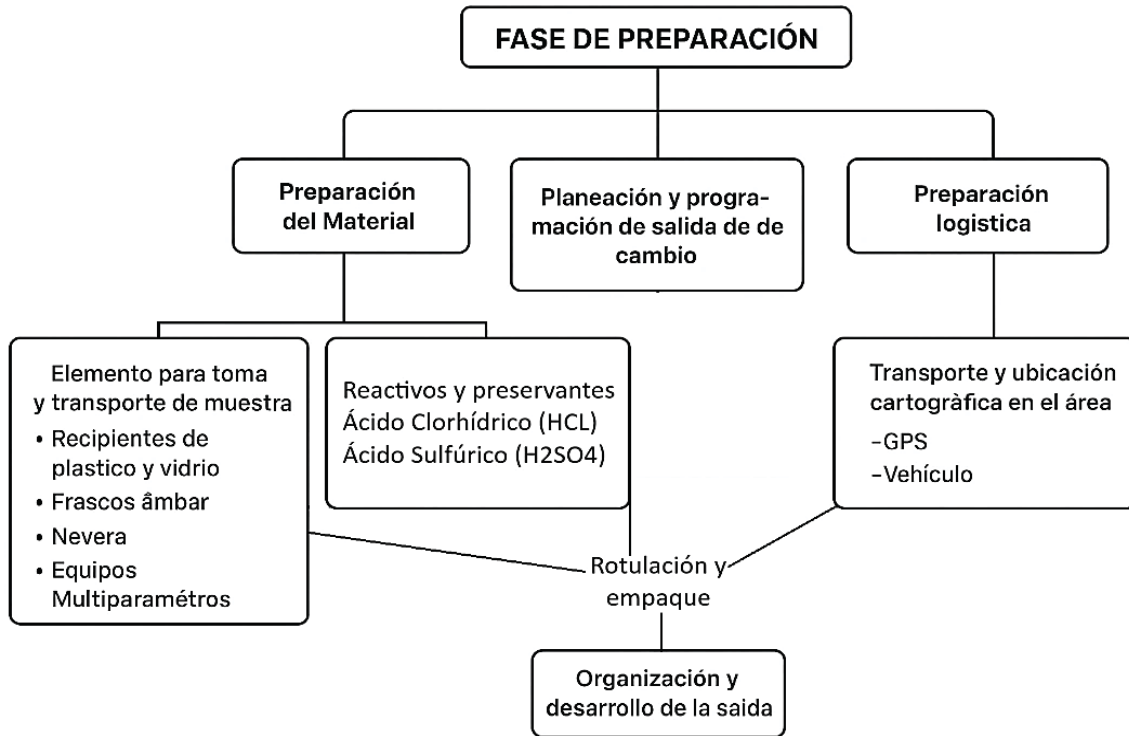 FASE DE PREPARACIÓN
Preparación
del Material
Planeación y progra-
mación de salida de de
cambio
Preparación
logistica
Elemento para toma
y transporte de muestra
• Recipientes de
plastico y vidrio
• Frascos âmbar
• Nevera
• Equipos
Multiparamétros
Reactivos y preservantes
Ácido Clorhídrico (HCL)
Ácido Sulfúrico (H2SO4)
Transporte y ubicación
cartogràfica en el área
-GPS
-Vehículo
Rotulación y
empaque
Organización y
desarrollo de la saida